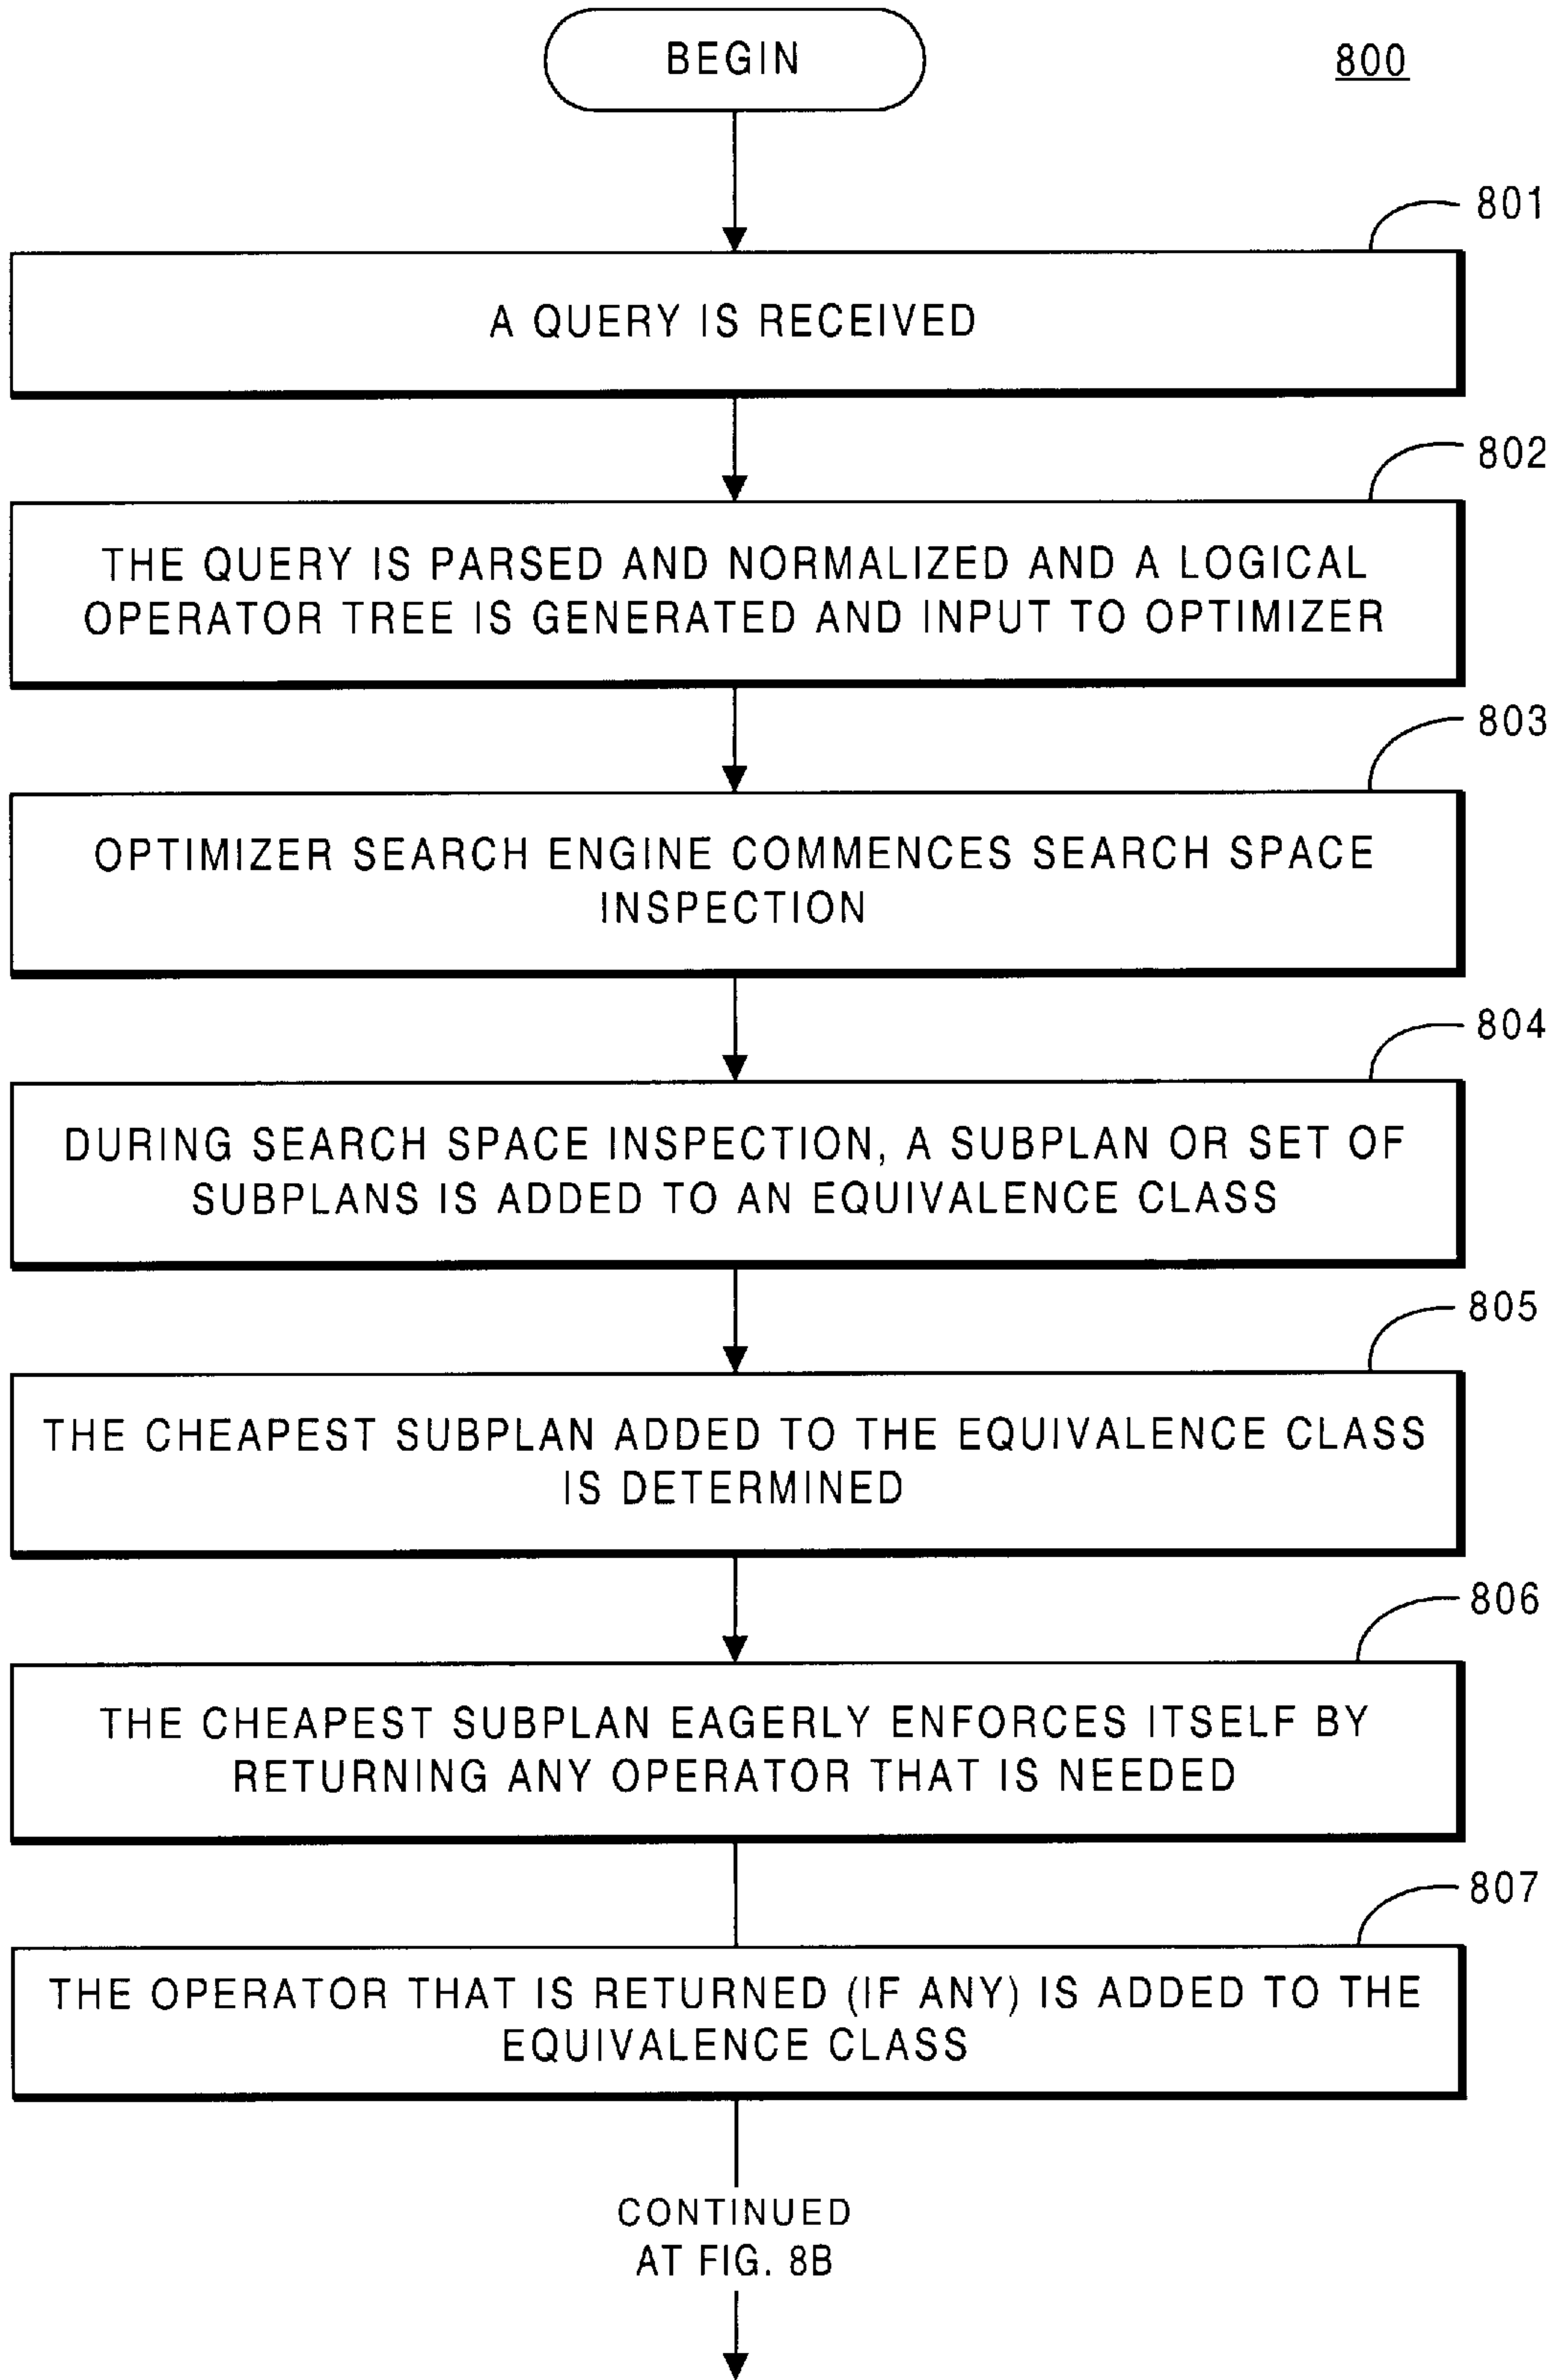 BEGIN
800
801
A QUERY IS RECEIVED
802
THE QUERY IS PARSED AND NORMALIZED AND A LOGICAL
OPERATOR TREE IS GENERATED AND INPUT TO OPTIMIZER
803
OPTIMIZER SEARCH ENGINE COMMENCES SEARCH SPACE
INSPECTION
804
DURING SEARCH SPACE INSPECTION, A SUBPLAN OR SET OF
SUBPLANS IS ADDED TO AN EQUIVALENCE CLASS
805
THE CHEAPEST SUBPLAN ADDED TO THE EQUIVALENCE CLASS
IS DETERMINED
806
THE CHEAPEST SUBPLAN EAGERLY ENFORCES ITSELF BY
RETURNING ANY OPERATOR THAT IS NEEDED
807
THE OPERATOR THAT IS RETURNED (IF ANY) IS ADDED TO THE
EQUIVALENCE CLASS
CONTINUED
AT FIG. 8B